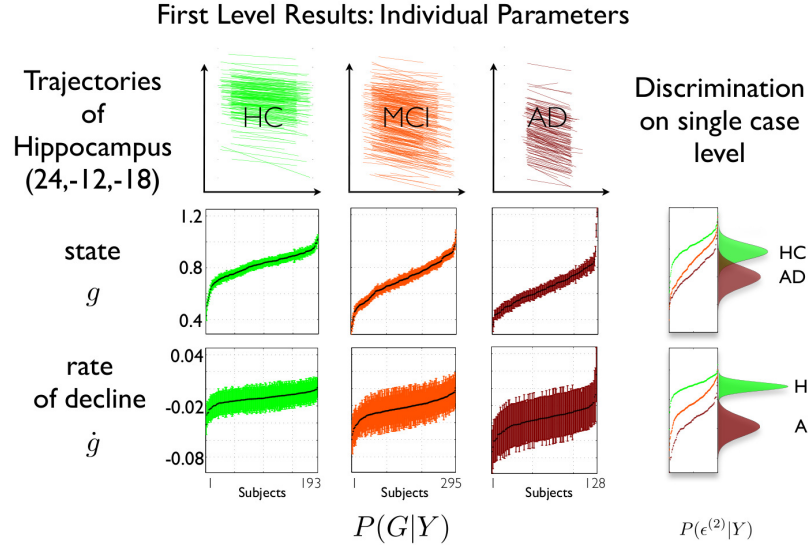 First Level Results: Individual Parameters
Trajectories
of
Hippocampus
(24,-12,-18)
HC
MCI
AD
Discrimination
on single case
level
state
g
1.2
0.8
0.4
HC
AD
rate
of decline
ġ
0.04
-0.02
-0.08
H
A
1
193
Subjects
1
295
Subjects
1
128
Subjects
P(G|Y)
P(ϵ⁽²⁾|Y)